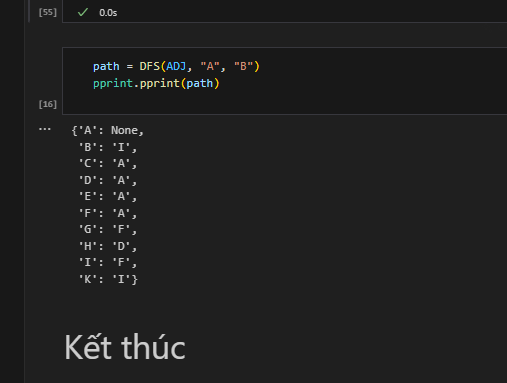 [55] ✓ 0.0s
path = DFS(ADJ, "A", "B")
pprint.pprint(path)
[16]
... {'A': None,
'B': 'I',
'C': 'A',
'D': 'A',
'E': 'A',
'F': 'A',
'G': 'F',
'H': 'D',
'I': 'F',
'K': 'I'}
Kết thúc